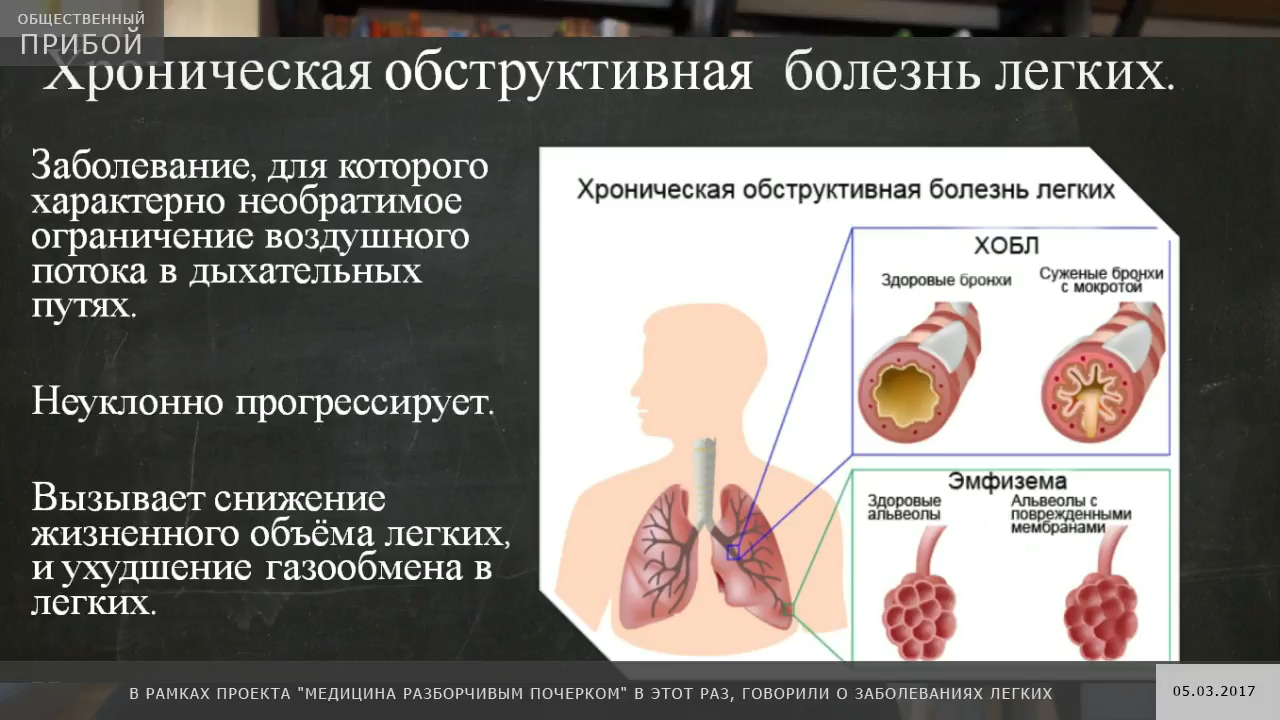 ОБЩЕСТВЕННЫЙ
ПРИБОЙ
Хроническая обструктивная болезнь легких.
Заболевание, для которого
характерно необратимое
ограничение воздушного
потока в дыхательных
путях.
Неуклонно прогрессирует.
Вызывает снижение
жизненного объёма легких,
и ухудшение газообмена в
легких.
Хроническая обструктивная болезнь легких
ХОБЛ
Здоровые бронхи
Суженые бронхи
с мокротой
Эмфизема
Здоровые
альвеолы
Альвеолы с
поврежденными
мембранами
В РАМКАХ ПРОЕКТА "МЕДИЦИНА РАЗБОРЧИВЫМ ПОЧЕРКОМ" В ЭТОТ РАЗ, ГОВОРИЛИ О ЗАБОЛЕВАНИЯХ ЛЕГКИХ
05.03.2017